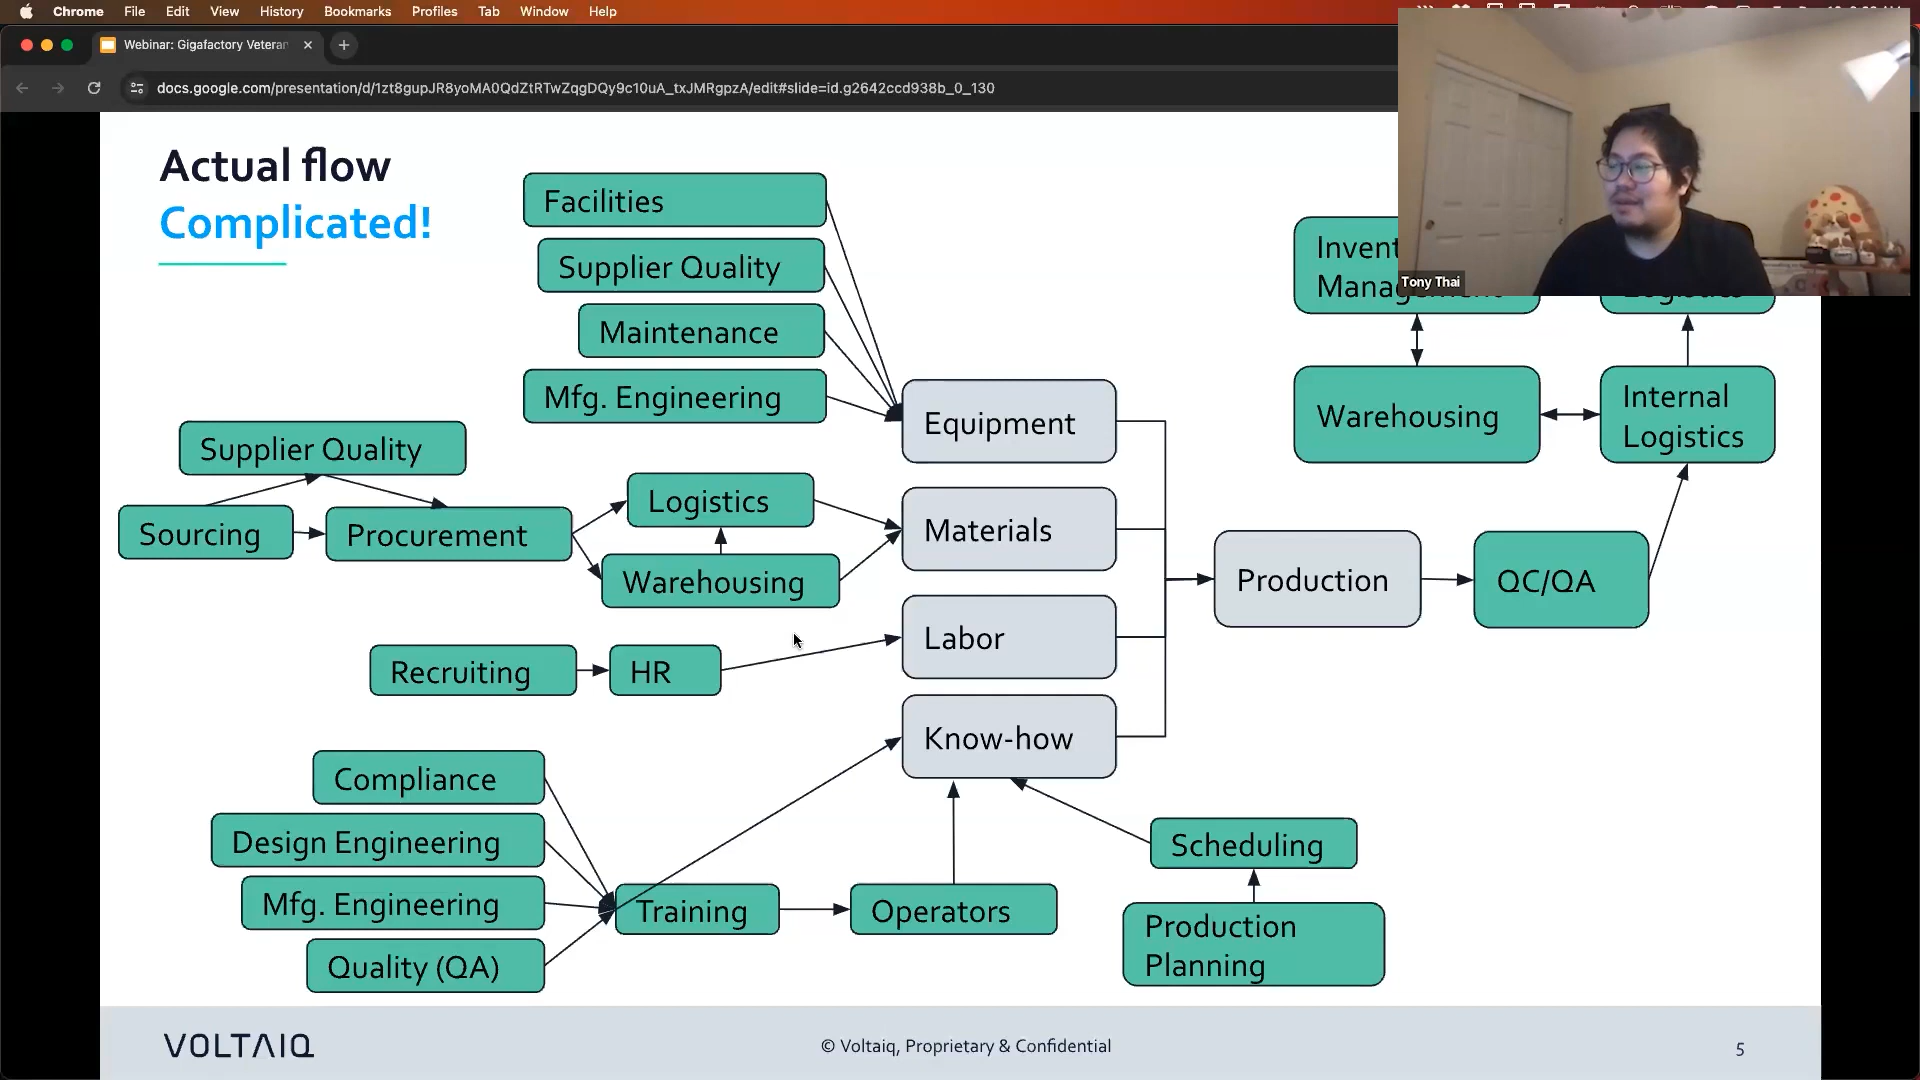 Chrome File Edit View History Bookmarks Profiles Tab Window Help
Webinar: Gigafactory Veteran
docs.google.com/presentation/d/1zt8gupJR8yoMA0QdZtRTwZqgDQy9c10uA_txJMRgpzA/edit#slide=id.g2642ccd938b_0_130
Actual flow
Complicated!
Facilities
Supplier Quality
Maintenance
Mfg. Engineering
Supplier Quality
Sourcing
Procurement
Logistics
Warehousing
Recruiting
HR
Compliance
Design Engineering
Mfg. Engineering
Quality (QA)
Training
Operators
Scheduling
Production
Planning
Equipment
Materials
Labor
Know-how
Production
QC/QA
Internal
Logistics
Warehousing
Invent
Management
Logistics
Tony Thai
VOLTAIQ
© Voltaiq, Proprietary & Confidential
5